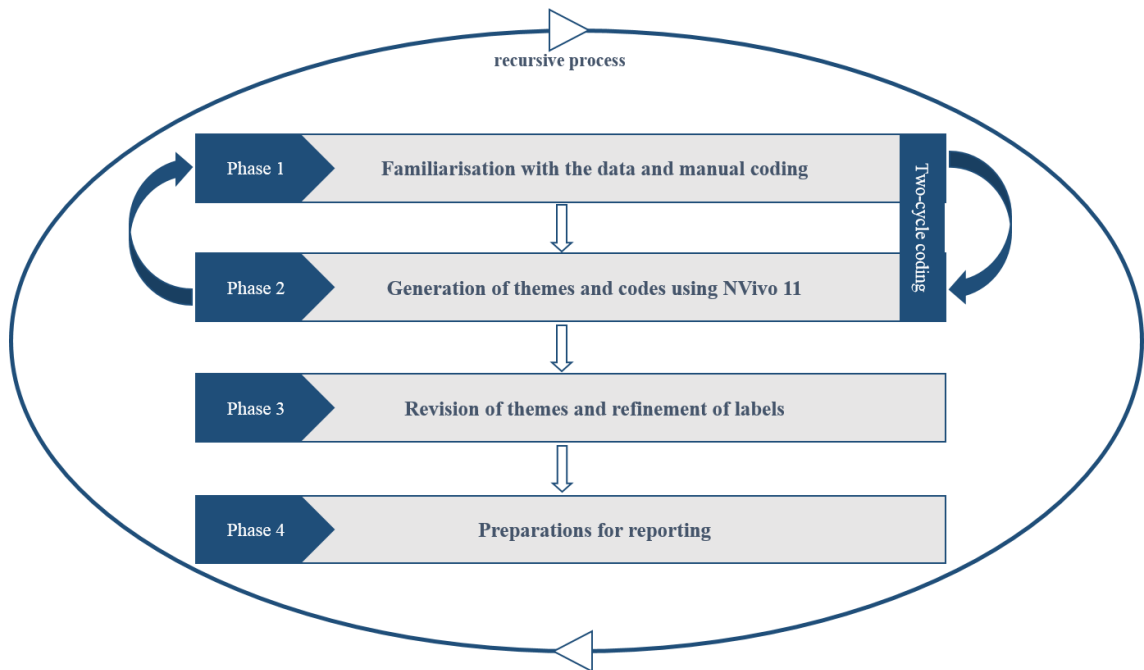 recursive process
Phase 1
Familiarisation with the data and manual coding
Two-cycle coding
Phase 2
Generation of themes and codes using NVivo 11
Phase 3
Revision of themes and refinement of labels
Phase 4
Preparations for reporting